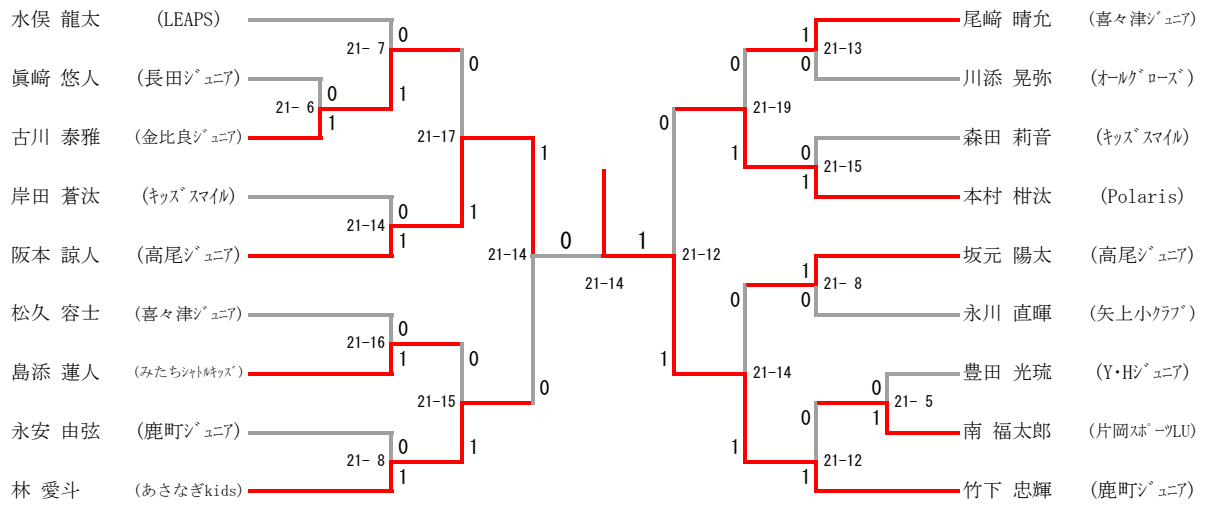 水俣 龍太 (LEAPS)
眞﨑 悠人 (長田ｼﾞｭﾆｱ)
古川 泰雅 (金比良ｼﾞｭﾆｱ)
岸田 蒼汰 (ｷｯｽﾞｽﾏｲﾙ)
阪本 諒人 (高尾ｼﾞｭﾆｱ)
松久 容士 (喜々津ｼﾞｭﾆｱ)
島添 蓮人 (みたちｼｬﾄﾙｷｯｽﾞ)
永安 由弦 (鹿町ｼﾞｭﾆｱ)
林 愛斗 (あさなぎkids)
0
21- 7
1
0
21- 6
1
0
21-17
1
0
21-14
1
1
21-14
0
0
21-16
1
0
21-15
1
0
21- 8
1
0
1
21-14
0
21-12
1
0
21-19
1
1
21-13
0
0
21-15
1
0
21-14
1
1
21- 8
0
0
21-12
1
0
21- 5
1
尾﨑 晴允 (喜々津ｼﾞｭﾆｱ)
川添 晃弥 (ｵｰﾙｸﾞﾛｰｽﾞ)
森田 莉音 (ｷｯｽﾞｽﾏｲﾙ)
本村 柑汰 (Polaris)
坂元 陽太 (高尾ｼﾞｭﾆｱ)
永川 直暉 (矢上小ｸﾗﾌﾞ)
豊田 光琉 (Y・Hｼﾞｭﾆｱ)
南 福太郎 (片岡ｽﾎﾟｰﾂLU)
竹下 忠輝 (鹿町ｼﾞｭﾆｱ)